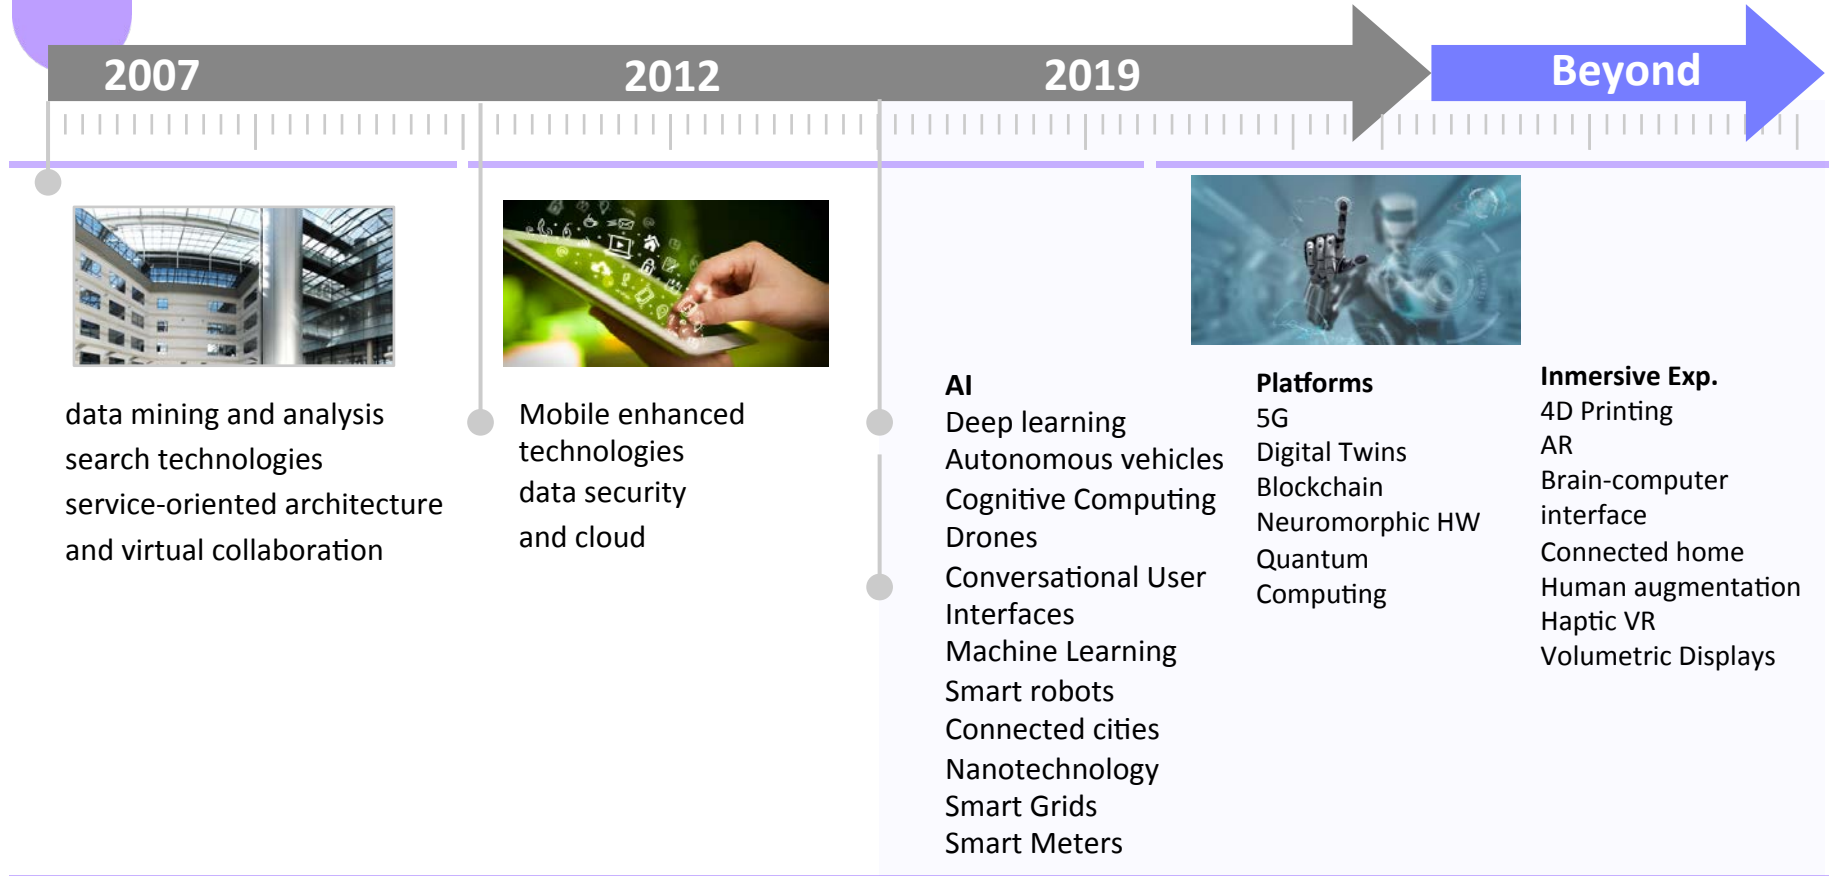 2007
2012
2019
Beyond
data mining and analysis
search technologies
service-oriented architecture
and virtual collaboration
Mobile enhanced
technologies
data security
and cloud
AI
Deep learning
Autonomous vehicles
Cognitive Computing
Drones
Conversational User
Interfaces
Machine Learning
Smart robots
Connected cities
Nanotechnology
Smart Grids
Smart Meters
Platforms
5G
Digital Twins
Blockchain
Neuromorphic HW
Quantum
Computing
Inmersive Exp.
4D Printing
AR
Brain-computer
interface
Connected home
Human augmentation
Haptic VR
Volumetric Displays